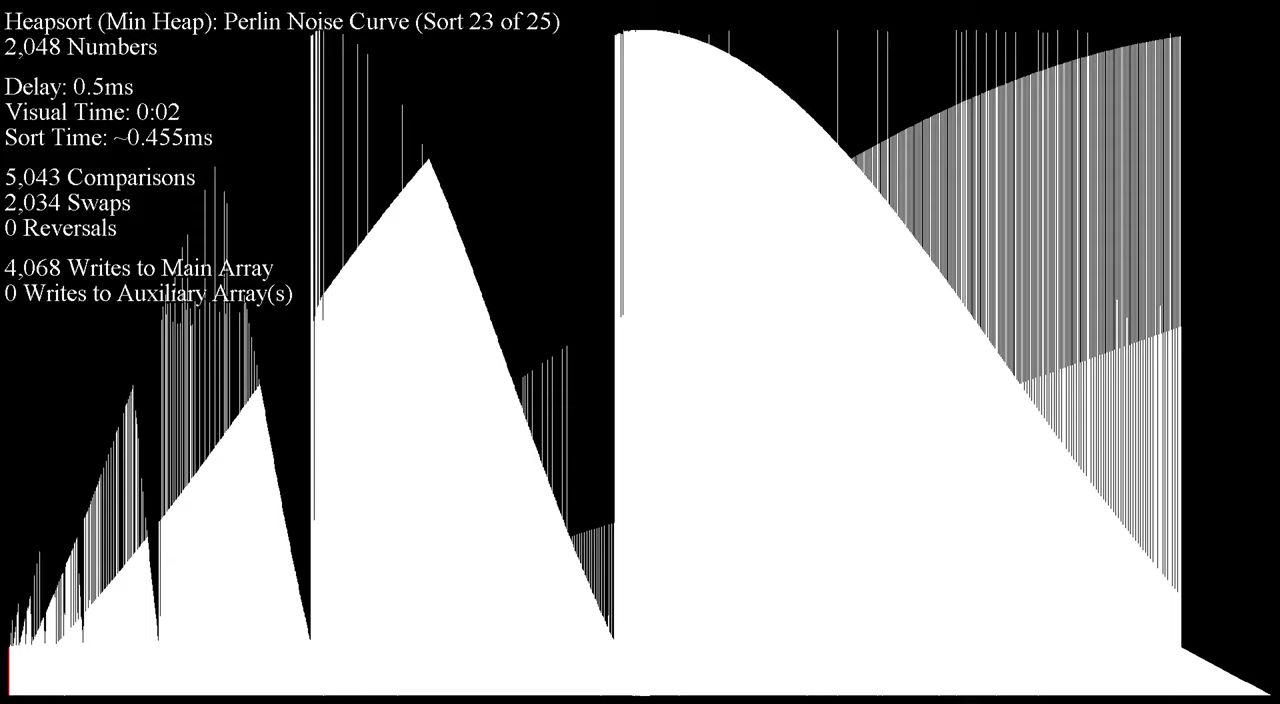 Heapsort (Min Heap): Perlin Noise Curve (Sort 23 of 25)
2,048 Numbers
Delay: 0.5ms
Visual Time: 0:02
Sort Time: ~0.455ms
5,043 Comparisons
2,034 Swaps
0 Reversals
4,068 Writes to Main Array
0 Writes to Auxiliary Array(s)